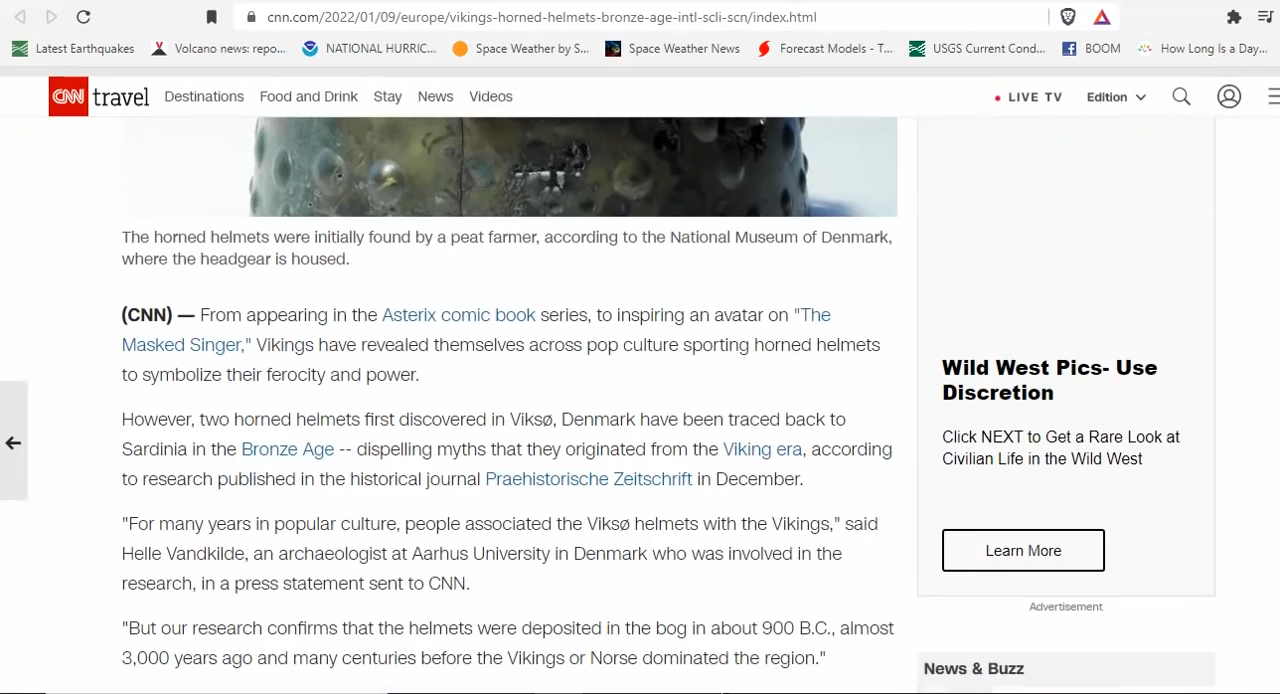 cnn.com/2022/01/09/europe/vikings-horned-helmets-bronze-age-intl-scli-scn/index.html
Latest Earthquakes Volcano news: repo... NATIONAL HURRIC... Space Weather by S... Space Weather News Forecast Models - T... USGS Current Cond... BOOM How Long Is a Day...
CNN travel Destinations Food and Drink Stay News Videos LIVE TV Edition
The horned helmets were initially found by a peat farmer, according to the National Museum of Denmark,
where the headgear is housed.
(CNN) — From appearing in the Asterix comic book series, to inspiring an avatar on "The
Masked Singer," Vikings have revealed themselves across pop culture sporting horned helmets
to symbolize their ferocity and power.
However, two horned helmets first discovered in Viksø, Denmark have been traced back to
Sardinia in the Bronze Age -- dispelling myths that they originated from the Viking era, according
to research published in the historical journal Praehistorische Zeitschrift in December.
"For many years in popular culture, people associated the Viksø helmets with the Vikings," said
Helle Vandkilde, an archaeologist at Aarhus University in Denmark who was involved in the
research, in a press statement sent to CNN.
"But our research confirms that the helmets were deposited in the bog in about 900 B.C., almost
3,000 years ago and many centuries before the Vikings or Norse dominated the region."
Wild West Pics- Use
Discretion
Click NEXT to Get a Rare Look at
Civilian Life in the Wild West
Learn More
Advertisement
News & Buzz